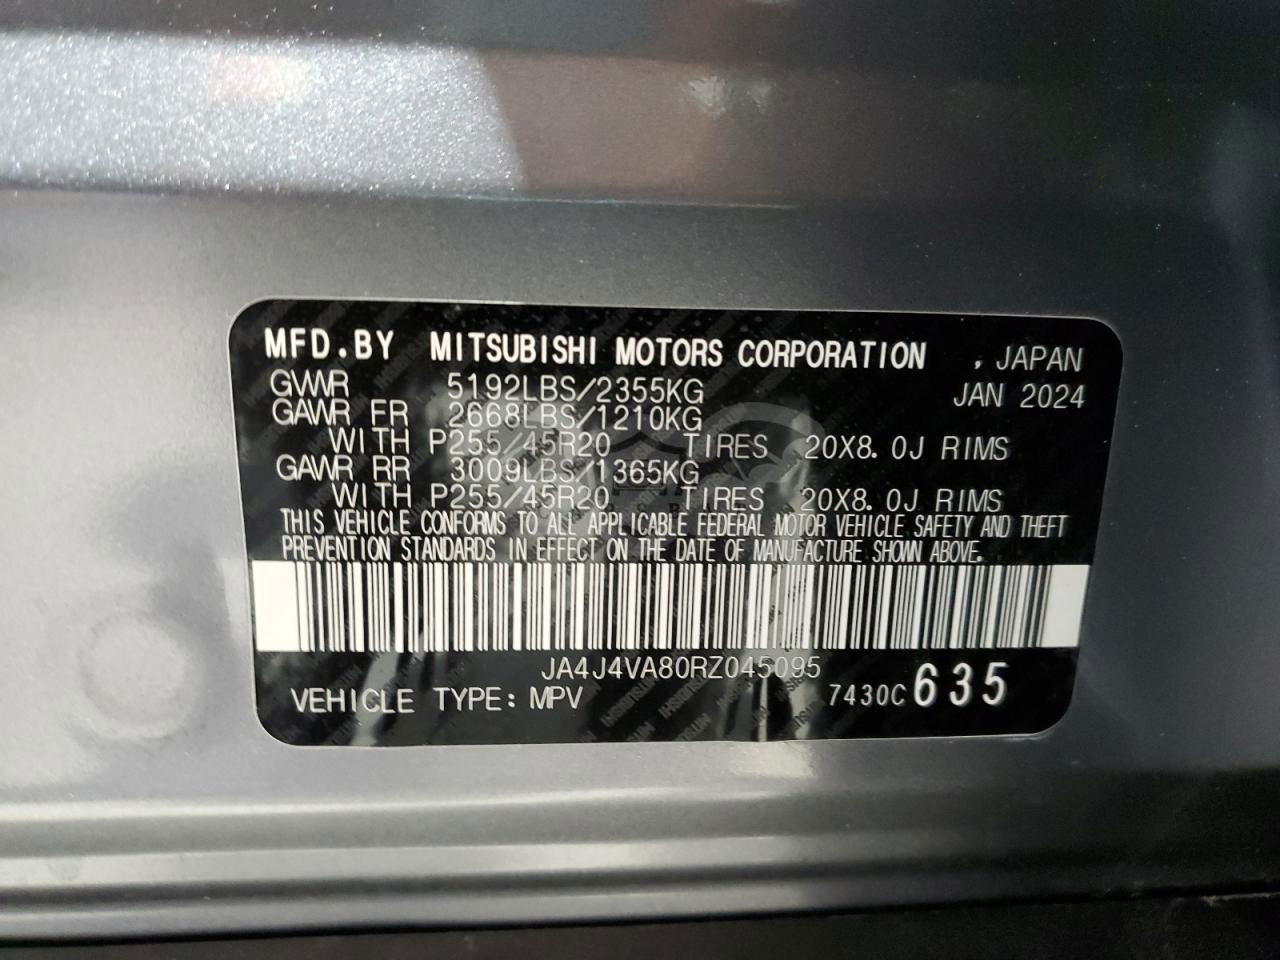 MFD.BY MITSUBISHI MOTORS CORPORATION , JAPAN
GVWR 5192LBS/2355KG JAN 2024
GAWR FR 2668LBS/1210KG
WITH P255/45R20 TIRES 20X8.0J RIMS
GAWR RR 3009LBS/1365KG
WITH P255/45R20 TIRES 20X8.0J RIMS
THIS VEHICLE CONFORMS TO ALL APPLICABLE FEDERAL MOTOR VEHICLE SAFETY AND THEFT
PREVENTION STANDARDS IN EFFECT ON THE DATE OF MANUFACTURE SHOWN ABOVE.
JA4J4VA80RZ045095
VEHICLE TYPE: MPV 7430C 635